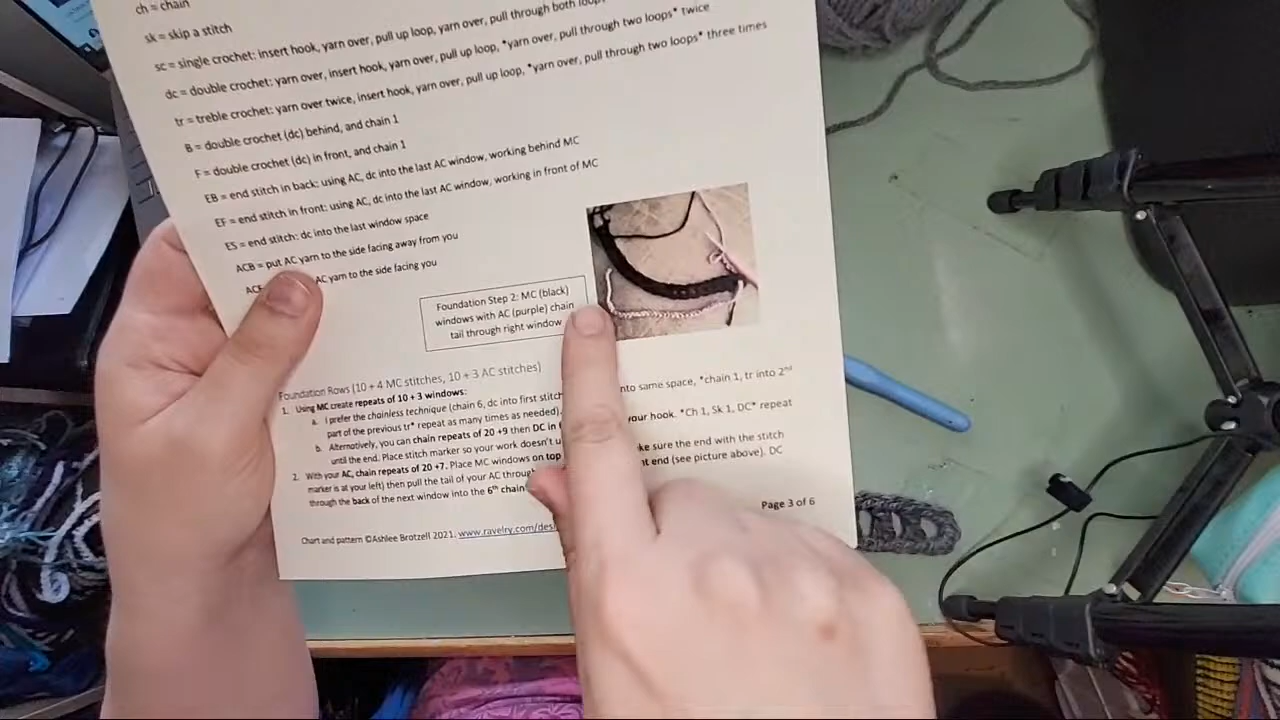 ch = chain
sk = skip a stitch
sc = single crochet: insert hook, yarn over, pull up loop, yarn over, pull through both
dc = double crochet: yarn over, insert hook, yarn over, pull up loop, *yarn over, pull through two loops* twice
tr = treble crochet: yarn over twice, insert hook, yarn over, pull up loop, *yarn over, pull through two loops* three times
B = double crochet (dc) behind, and chain 1
F = double crochet (dc) in front, and chain 1
EB = end stitch in back: using AC, dc into the last AC window, working behind MC
EF = end stitch in front: using AC, dc into the last AC window, working in front of MC
ES = end stitch: dc into the last window space
ACB = put AC yarn to the side facing away from you
AC yarn to the side facing you
Foundation Step 2: MC (black)
windows with AC (purple) chain
tail through right window
Foundation Rows (10 + 4 MC stitches, 10 + 3 AC stitches)
1. Using MC create repeats of 10 + 3 windows:
a. I prefer the chainless technique (chain 6, dc into first stitch into same space, *chain 1, tr into 2nd
part of the previous tr* repeat as many times as needed) your hook. *Ch 1, Sk 1, DC* repeat
b. Alternatively, you can chain repeats of 20 +9 then DC in
until the end. Place stitch marker so your work doesn't sure the end with the stitch
2. With your AC, chain repeats of 20 +7. Place MC windows on top end (see picture above). DC
marker is at your left) then pull the tail of your AC
through the back of the next window into the 6th chain
Page 3 of 6
Chart and pattern ©Ashlee Brotzell 2021. www.ravelry.com/